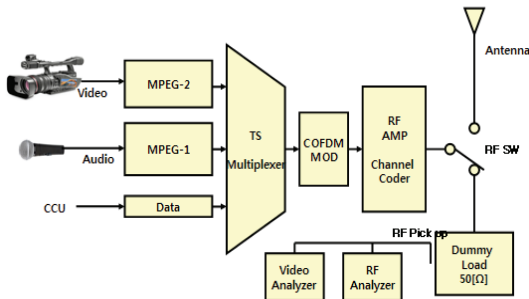 Antenna
MPEG-2
Video
TS
Multiplexer
COFDM
MOD
RF
AMP
Channel
Coder
MPEG-1
Audio
RF SW
CCU
Data
RF Pick up
Dummy
Load
50[Ω]
Video
Analyzer
RF
Analyzer